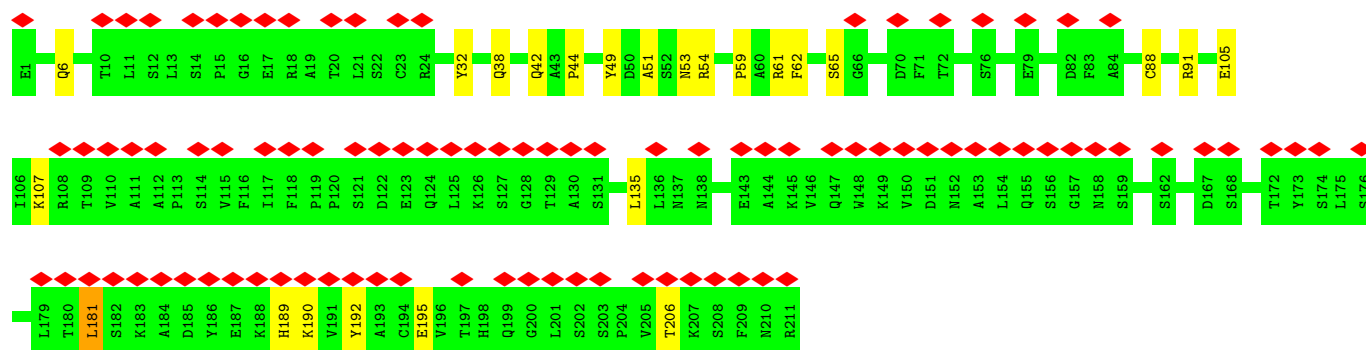 E1 Q6 T10 L11 S12 L13 S14 P15 G16 E17 R18 A19 T20 L21 S22 C23 R24 Y32 Q38 Q42 A43 P44 Y49 D50 A51 S52 N53 R54 P59 A60 R61 F62 S65 G66 D70 F71 T72 S76 E79 D82 F83 A84 C88 R91 E105
I106 K107 R108 T109 V110 A111 A112 P113 S114 V115 F116 I117 F118 P119 P120 S121 D122 E123 Q124 L125 K126 S127 G128 T129 A130 S131 L135 L136 N137 N138 E143 A144 K145 V146 Q147 W148 K149 V150 D151 N152 A153 L154 Q155 S156 G157 N158 S159 S162 D167 S168 T172 Y173 S174 L175 S176
L179 T180 L181 S182 K183 A184 D185 Y186 E187 K188 H189 K190 V191 Y192 A193 C194 E195 V196 T197 H198 Q199 G200 L201 S202 S203 P204 V205 T206 K207 S208 F209 N210 R211